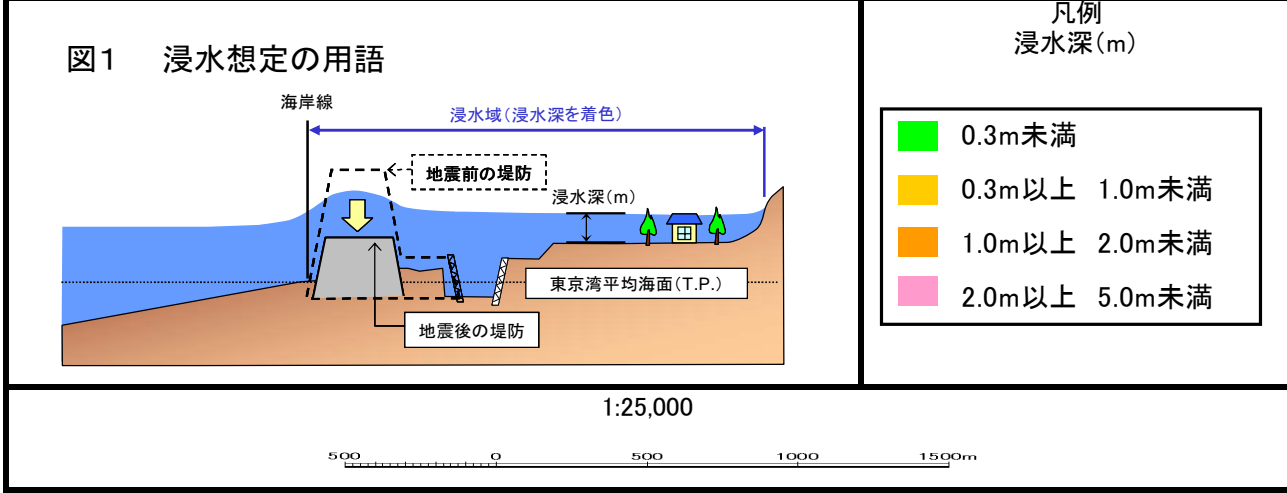 図1 浸水想定の用語
海岸線
浸水域(浸水深を着色)
地震前の堤防
浸水深(m)
東京湾平均海面(T.P.)
地震後の堤防
凡例
浸水深(m)
0.3m未満
0.3m以上 1.0m未満
1.0m以上 2.0m未満
2.0m以上 5.0m未満
1:25,000
500 0 500 1000 1500m